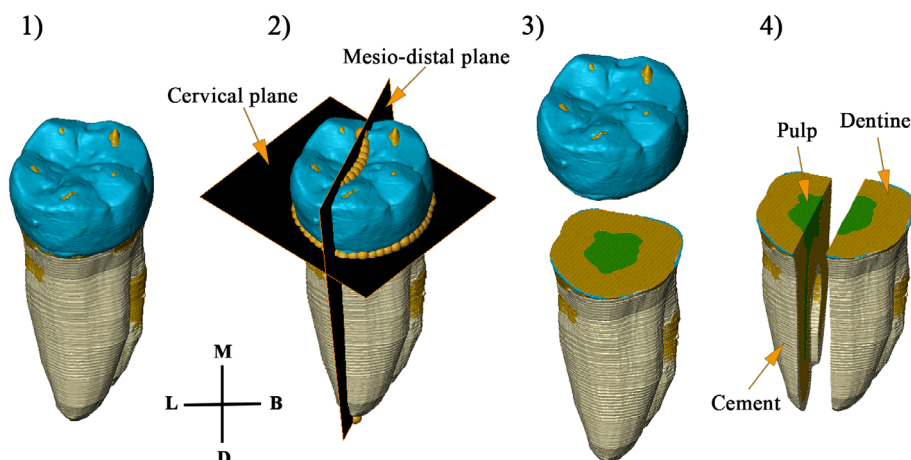 1)
2)
3)
4)
Mesio-distal plane
Cervical plane
Pulp
Dentine
M
L
B
D
Cement